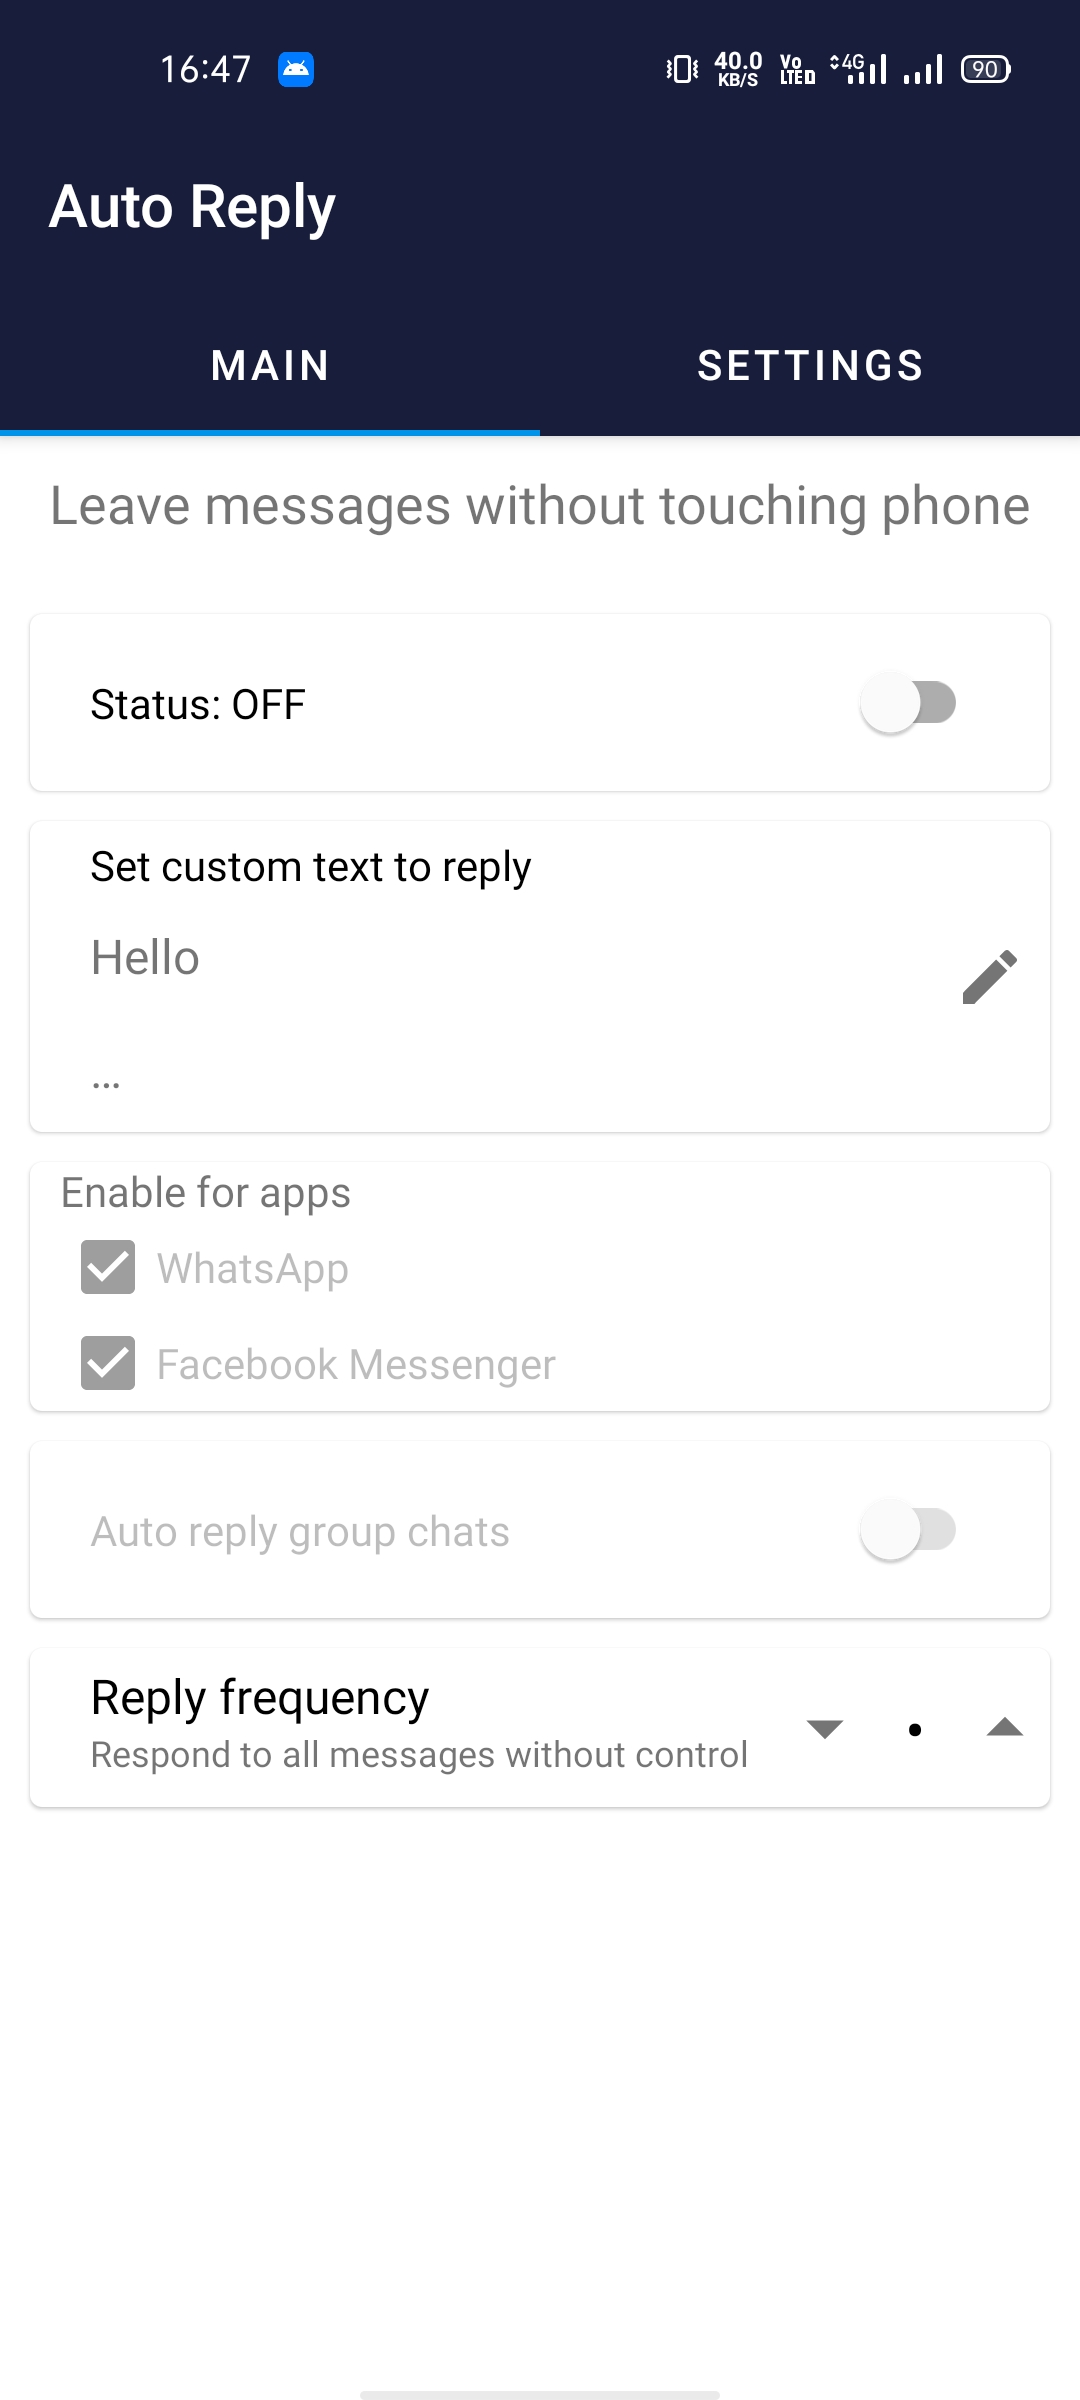 16:47 40.0 KB/S Vo LTE D 4G 90
Auto Reply
MAIN SETTINGS
Leave messages without touching phone
Status: OFF
Set custom text to reply
Hello
...
Enable for apps
WhatsApp
Facebook Messenger
Auto reply group chats
Reply frequency
Respond to all messages without control